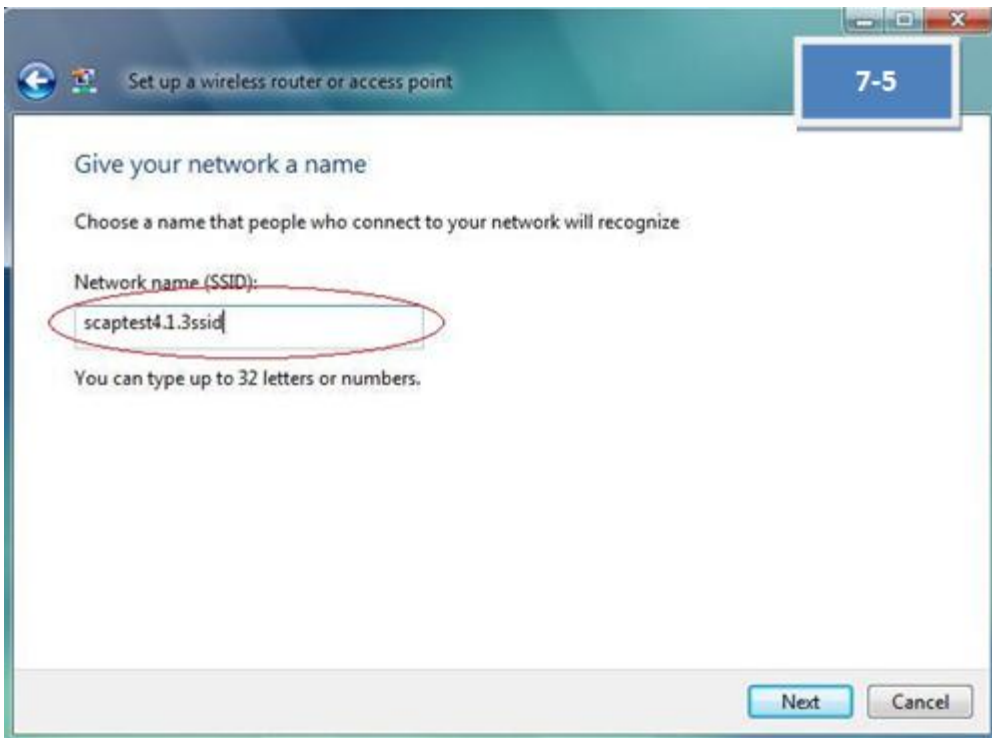 Set up a wireless router or access point
7-5
Give your network a name
Choose a name that people who connect to your network will recognize
Network name (SSID):
scaptest4.1.3ssid
You can type up to 32 letters or numbers.
Next Cancel